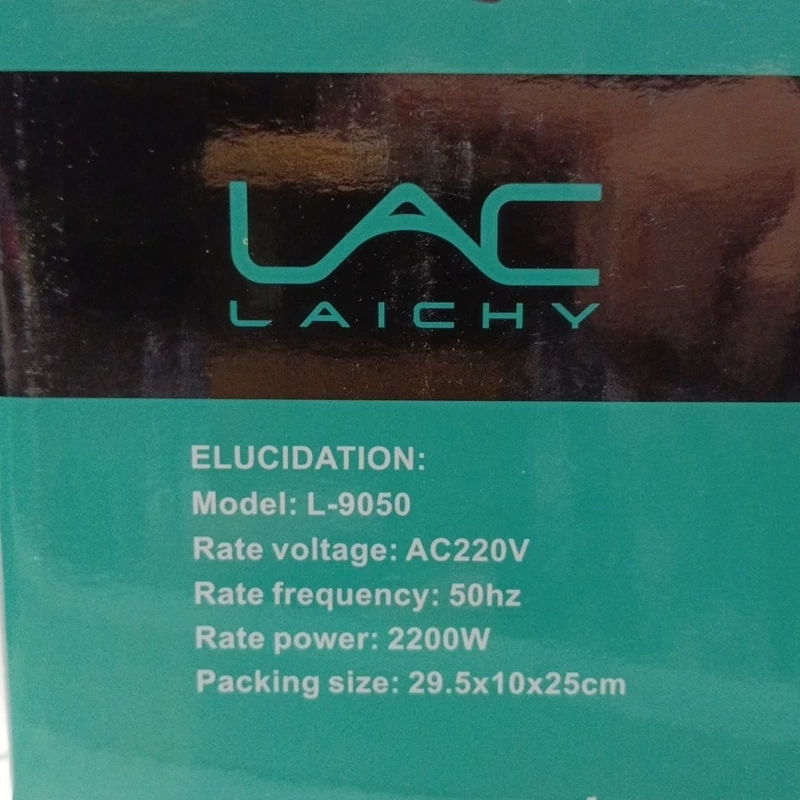 LAC
LAICHY
ELUCIDATION:
Model: L-9050
Rate voltage: AC220V
Rate frequency: 50hz
Rate power: 2200W
Packing size: 29.5x10x25cm